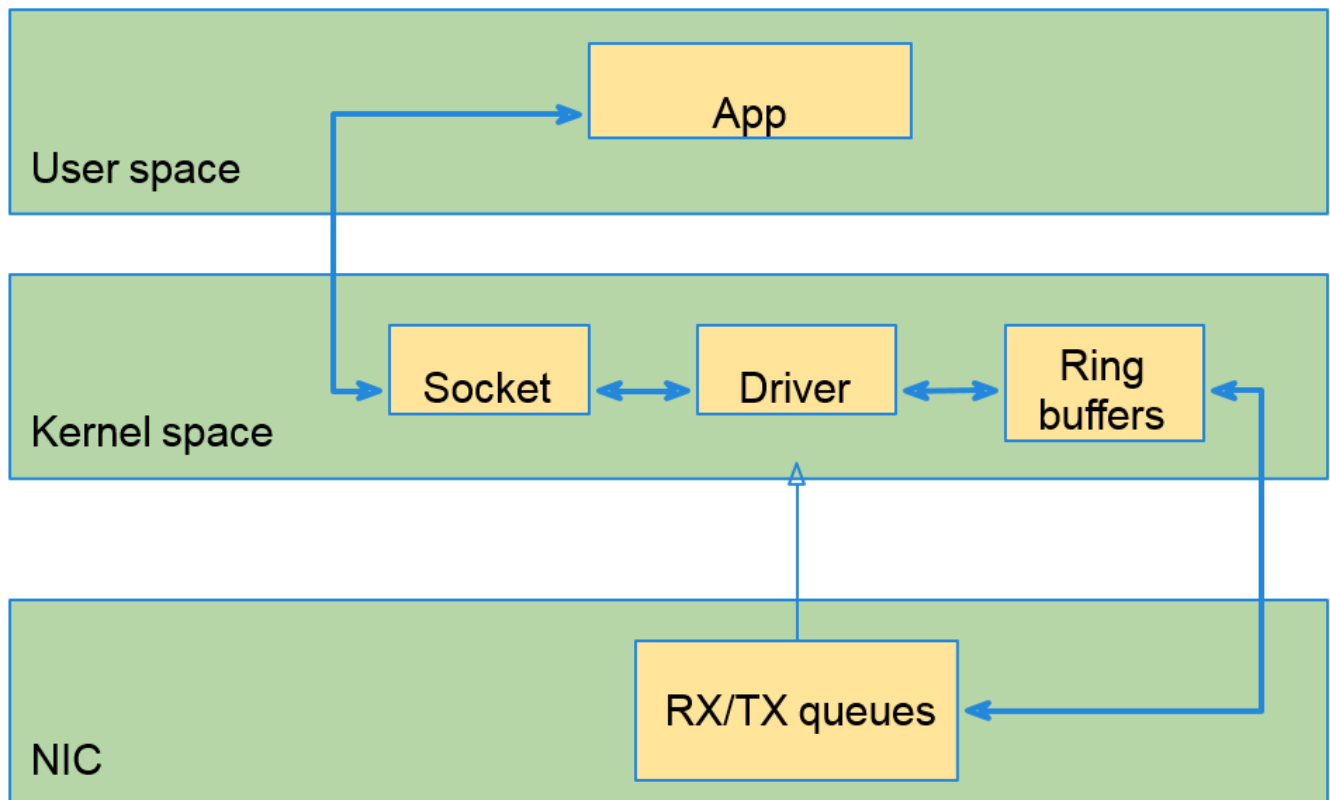 App
User space
Socket
Driver
Ring
buffers
Kernel space
RX/TX queues
NIC